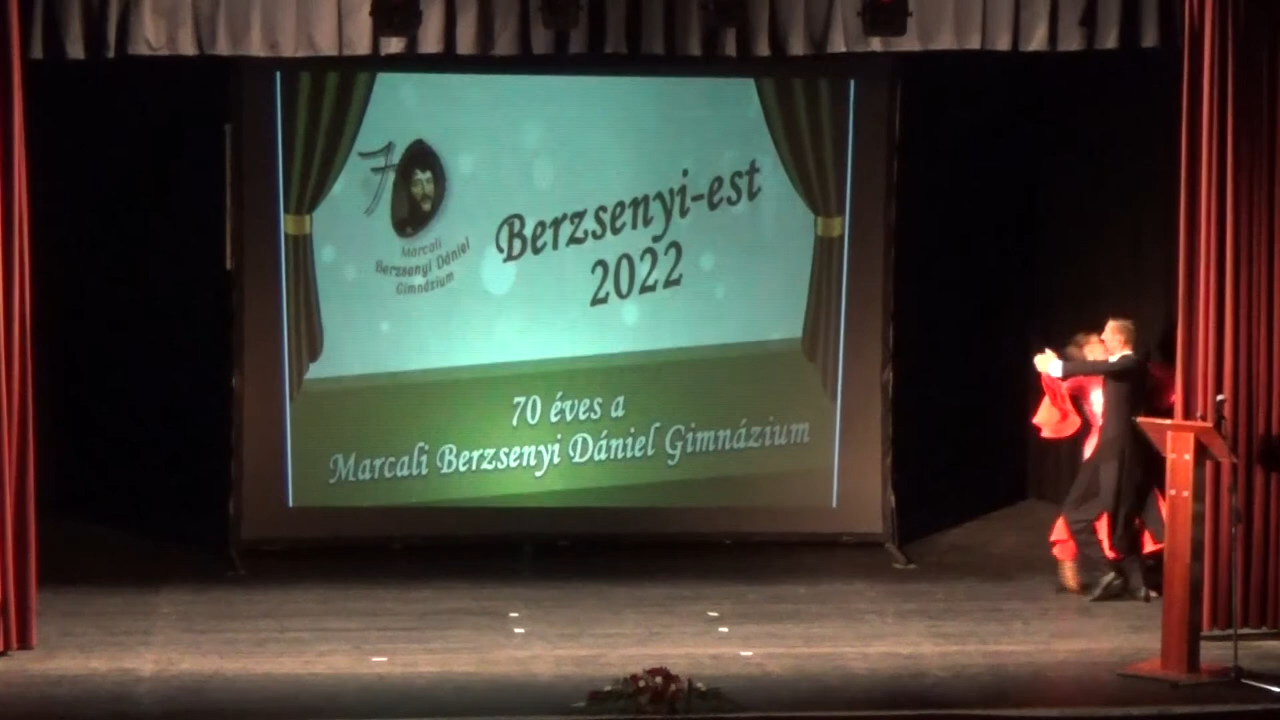 70
Marcali
Berzsenyi Dániel
Gimnázium
Berzsenyi-est
2022
70 éves a
Marcali Berzsenyi Dániel Gimnázium